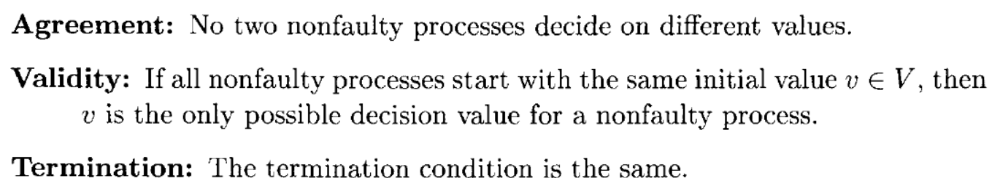 Agreement: No two nonfaulty processes decide on different values.
Validity: If all nonfaulty processes start with the same initial value v ∈ V, then
v is the only possible decision value for a nonfaulty process.
Termination: The termination condition is the same.